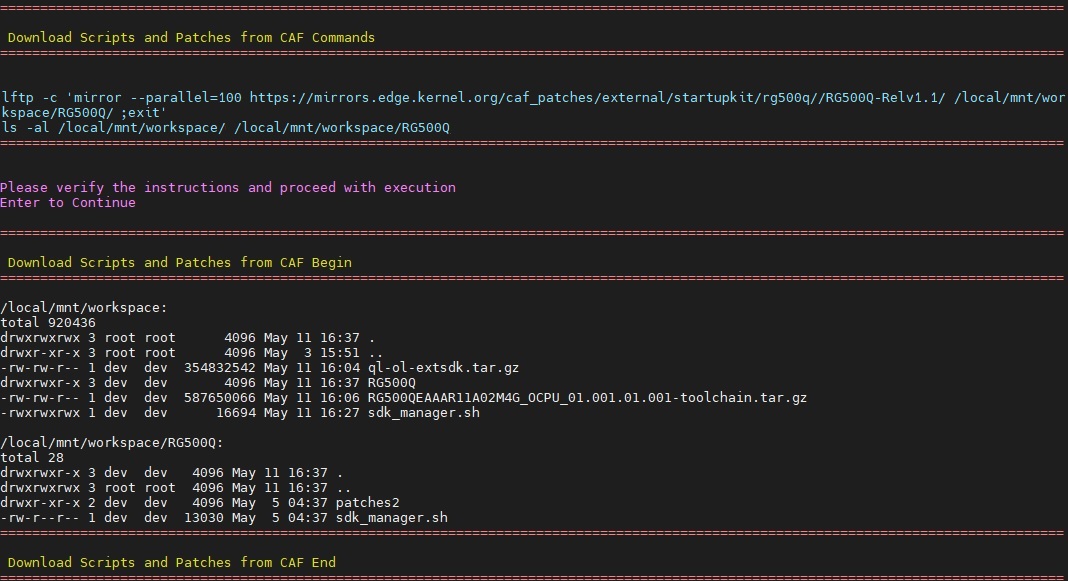 =====================================================================================================================================
Download Scripts and Patches from CAF Commands
=====================================================================================================================================
lftp -c 'mirror --parallel=100 https://mirrors.edge.kernel.org/caf_patches/external/startupkit/rg500q//RG500Q-Relv1.1/ /local/mnt/wor
kspace/RG500Q/ ;exit'
ls -al /local/mnt/workspace/ /local/mnt/workspace/RG500Q
=====================================================================================================================================
Please verify the instructions and proceed with execution
Enter to Continue
=====================================================================================================================================
Download Scripts and Patches from CAF Begin
=====================================================================================================================================
/local/mnt/workspace:
total 920436
drwxrwxrwx 3 root root      4096 May 11 16:37 .
drwxr-xr-x 3 root root      4096 May  3 15:51 ..
-rw-rw-r-- 1 dev  dev  354832542 May 11 16:04 ql-ol-extsdk.tar.gz
drwxrwxr-x 3 dev  dev       4096 May 11 16:37 RG500Q
-rw-rw-r-- 1 dev  dev  587650066 May 11 16:06 RG500QEAAAR11A02M4G_OCPU_01.001.01.001-toolchain.tar.gz
-rwxrwxrwx 1 dev  dev      16694 May 11 16:27 sdk_manager.sh
/local/mnt/workspace/RG500Q:
total 28
drwxrwxr-x 3 dev  dev   4096 May 11 16:37 .
drwxrwxrwx 3 root root  4096 May 11 16:37 ..
drwxr-xr-x 2 dev  dev   4096 May  5 04:37 patches2
-rw-r--r-- 1 dev  dev  13030 May  5 04:37 sdk_manager.sh
=====================================================================================================================================
Download Scripts and Patches from CAF End
=====================================================================================================================================